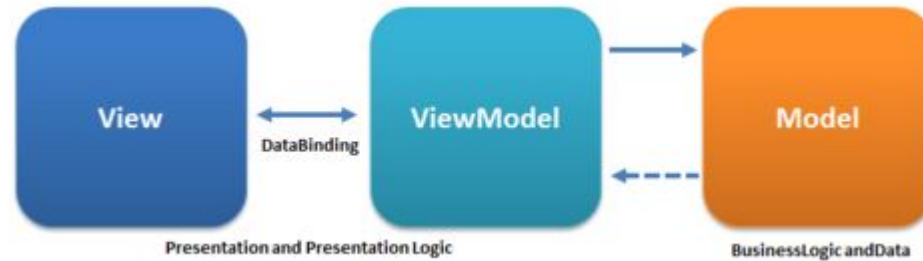 View
ViewModel
Model
DataBinding
Presentation and Presentation Logic
BusinessLogic andData